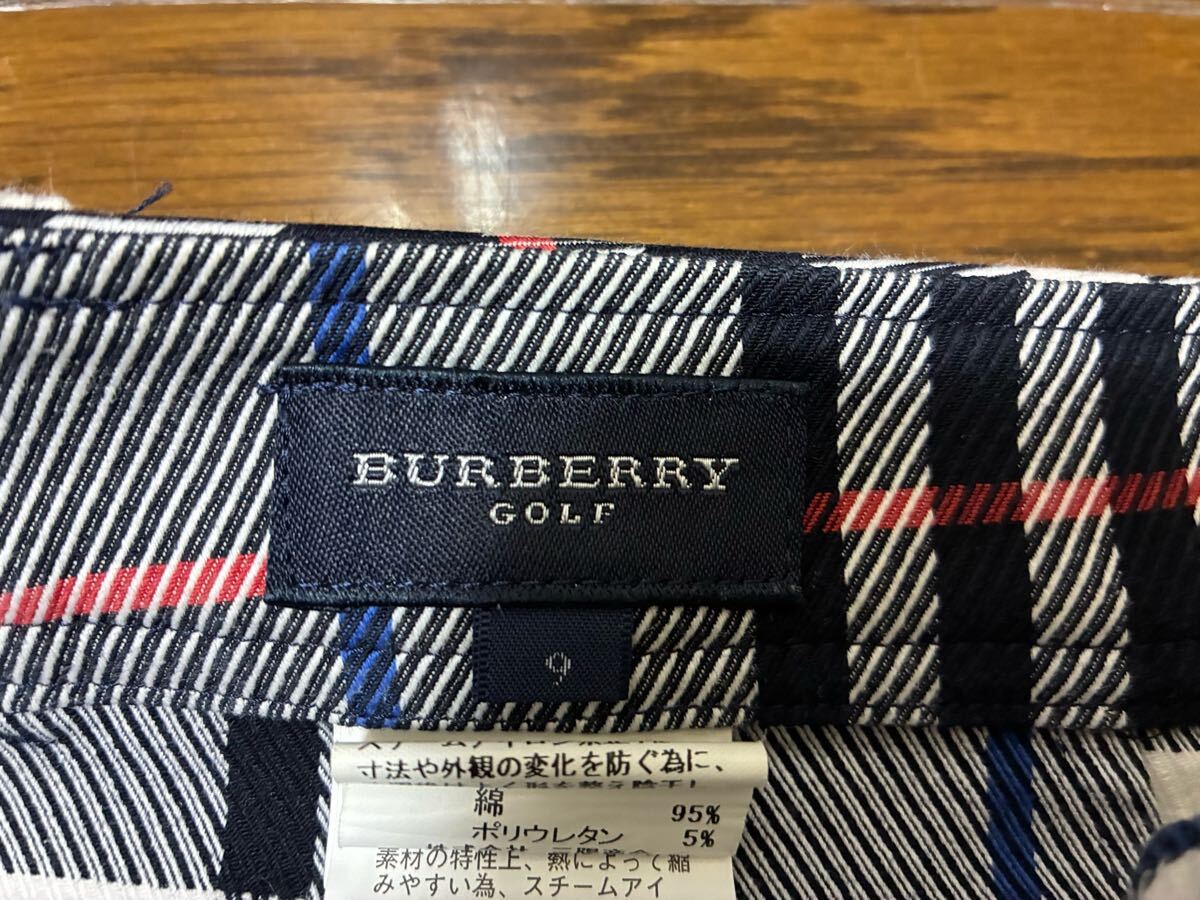 BURBERRY
GOLF
9
寸法や外観の変化を防ぐ為に、
綿 95%
ポリウレタン 5%
素材の特性上、熱によって縮
みやすい為、スチームアイ